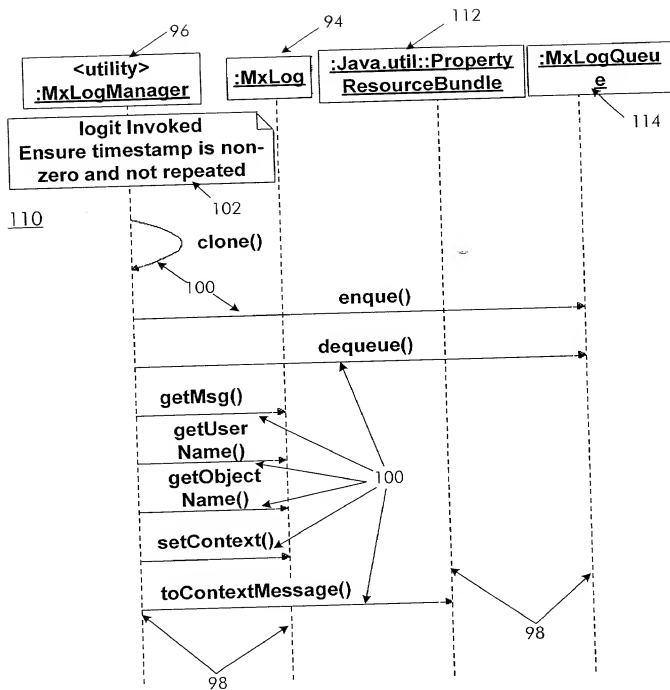 96
94
112
<utility>
:MxLogManager
:MxLog
:Java.util::Property
ResourceBundle
:MxLogQueu
e
114
logit Invoked
Ensure timestamp is non-
zero and not repeated
102
110
clone()
100
enque()
dequeue()
getMsg()
getUser
Name()
getObject
Name()
100
setContext()
toContextMessage()
98
98